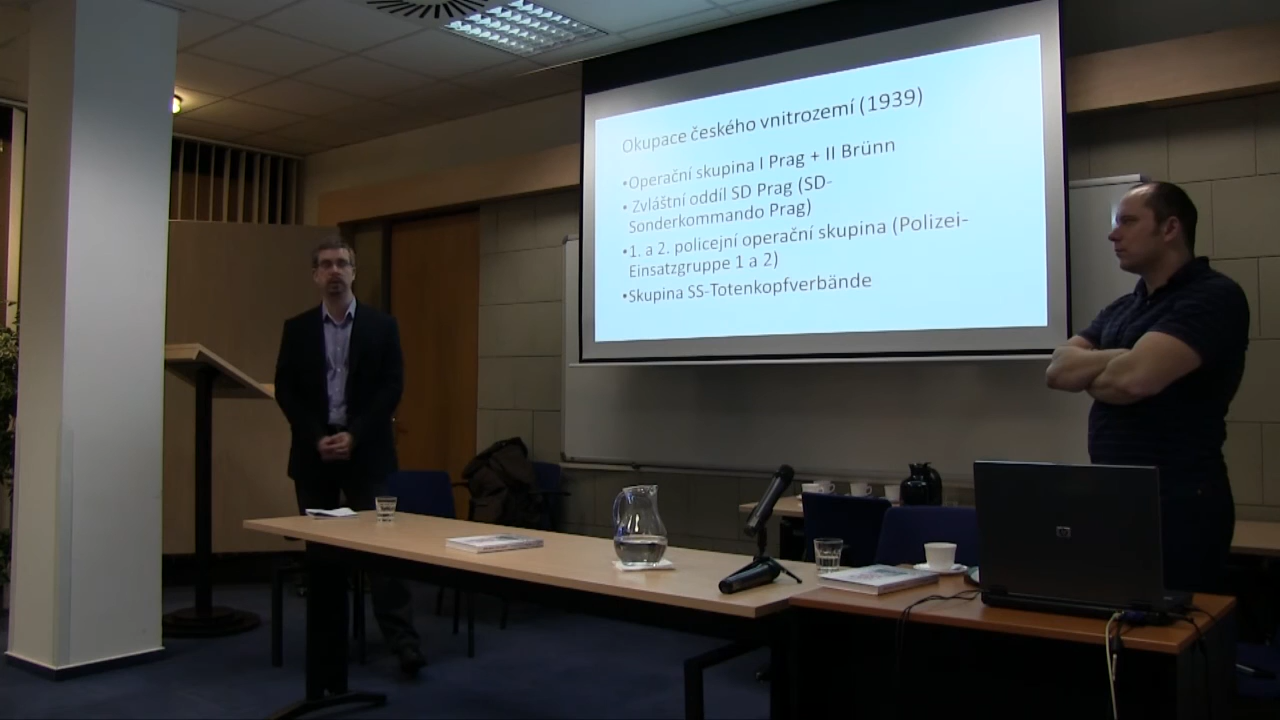 Okupace českého vnitrozemí (1939)
•Operační skupina I Prag + II Brünn
• Zvláštní oddíl SD Prag (SD-
Sonderkommando Prag)
•1. a 2. policejní operační skupina (Polizei-
Einsatzgruppe 1 a 2)
•Skupina SS-Totenkopfverbände
hp